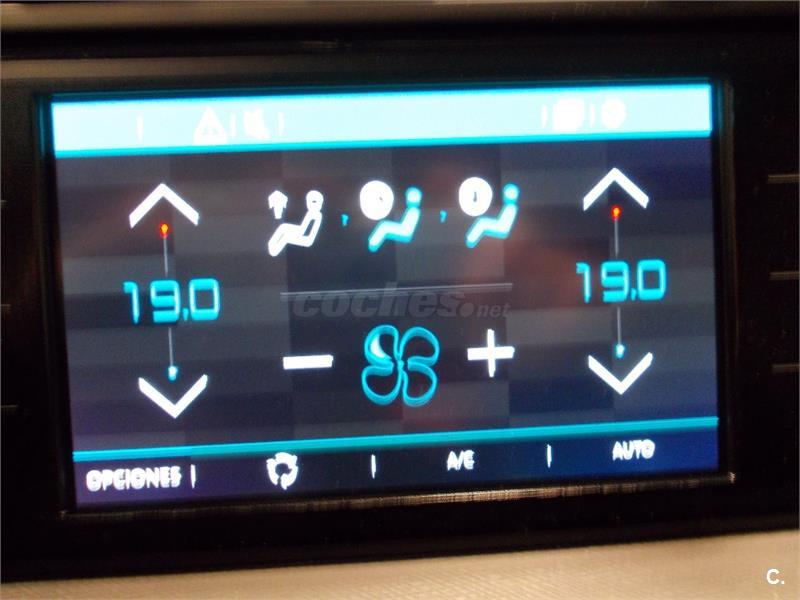 19.0
19.0
coches.net
OPCIONES
A/C
AUTO
C.